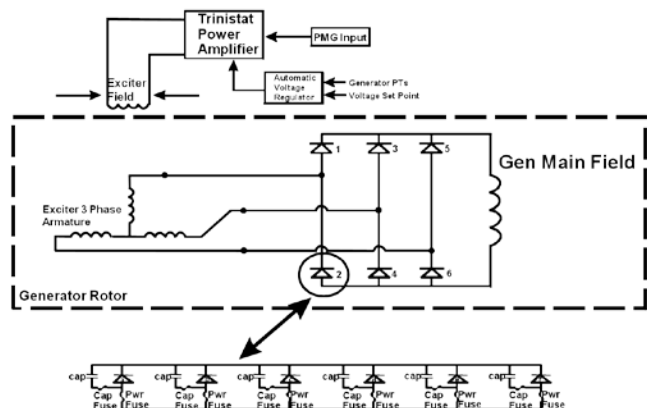 Trinistat
Power
Amplifier
PMG Input
Exciter
Field
Automatic
Voltage
Regulator
Generator PTs
Voltage Set Point
1
3
5
Gen Main Field
Exciter 3 Phase
Armature
2
4
6
Generator Rotor
cap
Cap
Fuse
Pwr
Fuse
cap
Cap
Fuse
Pwr
Fuse
cap
Cap
Fuse
Pwr
Fuse
cap
Cap
Fuse
Pwr
Fuse
cap
Cap
Fuse
Pwr
Fuse
cap
Cap
Fuse
Pwr
Fuse